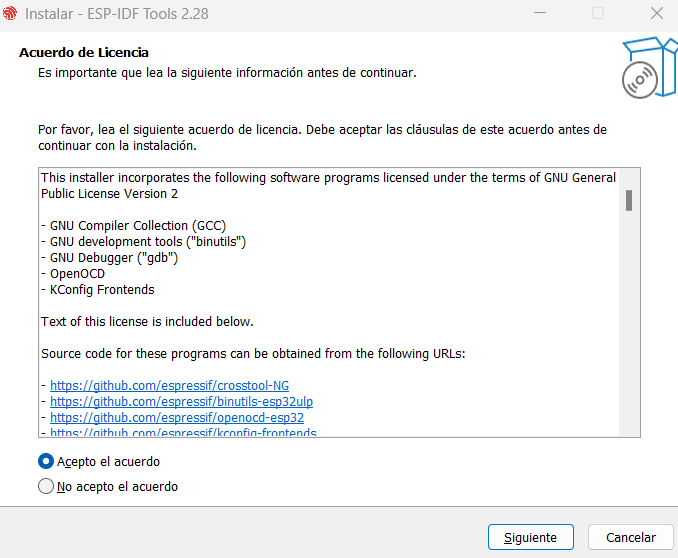 Instalar - ESP-IDF Tools 2.28
Acuerdo de Licencia
Es importante que lea la siguiente información antes de continuar.
Por favor, lea el siguiente acuerdo de licencia. Debe aceptar las cláusulas de este acuerdo antes de
continuar con la instalación.
This installer incorporates the following software programs licensed under the terms of GNU General
Public License Version 2
- GNU Compiler Collection (GCC)
- GNU development tools ("binutils")
- GNU Debugger ("gdb")
- OpenOCD
- KConfig Frontends
Text of this license is included below.
Source code for these programs can be obtained from the following URLs:
- https://github.com/espressif/crosstool-NG
- https://github.com/espressif/binutils-esp32ulp
- https://github.com/espressif/openocd-esp32
- https://github.com/espressif/kconfig-frontends
Acepto el acuerdo
No acepto el acuerdo
Siguiente
Cancelar